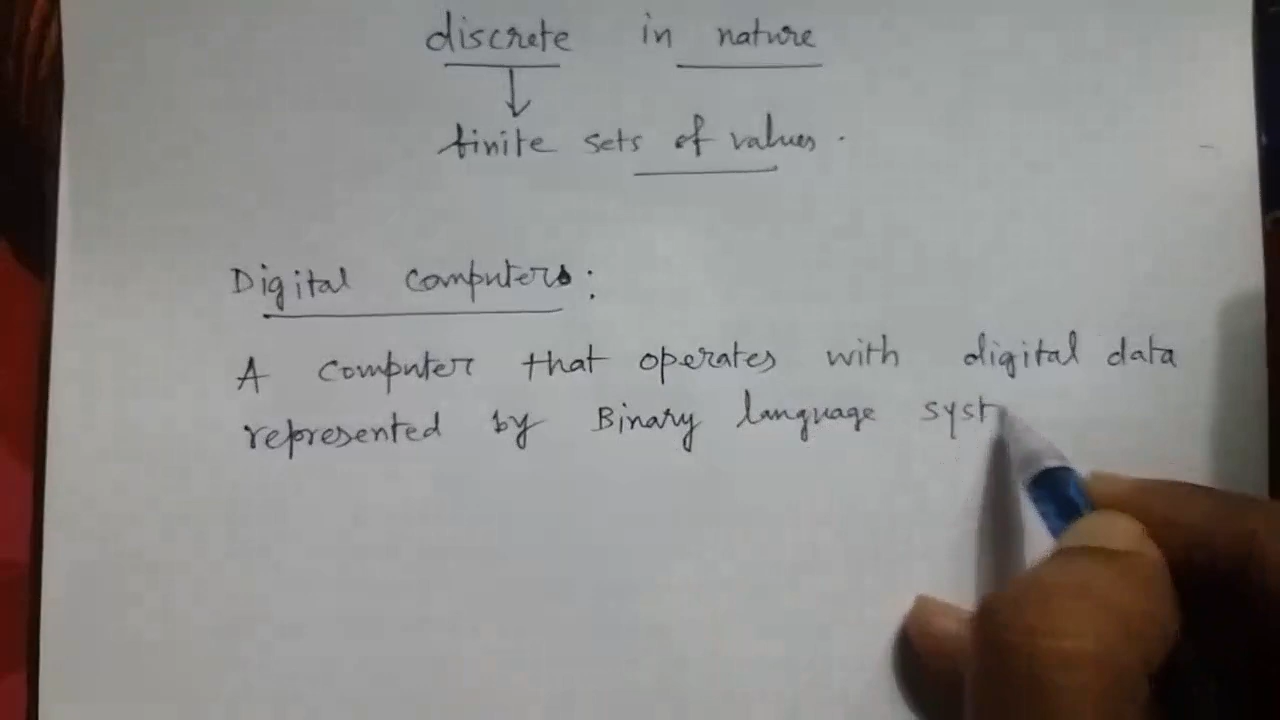 discrete in nature
finite sets of values.
Digital computers:
A computer that operates with digital data
represented by Binary language syst